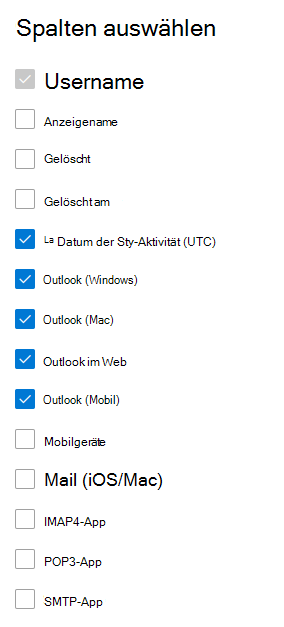 Spalten auswählen
Username
Anzeigename
Gelöscht
Gelöscht am
La Datum der Sty-Aktivität (UTC)
Outlook (Windows)
Outlook (Mac)
Outlook im Web
Outlook (Mobil)
Mobilgeräte
Mail (iOS/Mac)
IMAP4-App
POP3-App
SMTP-App